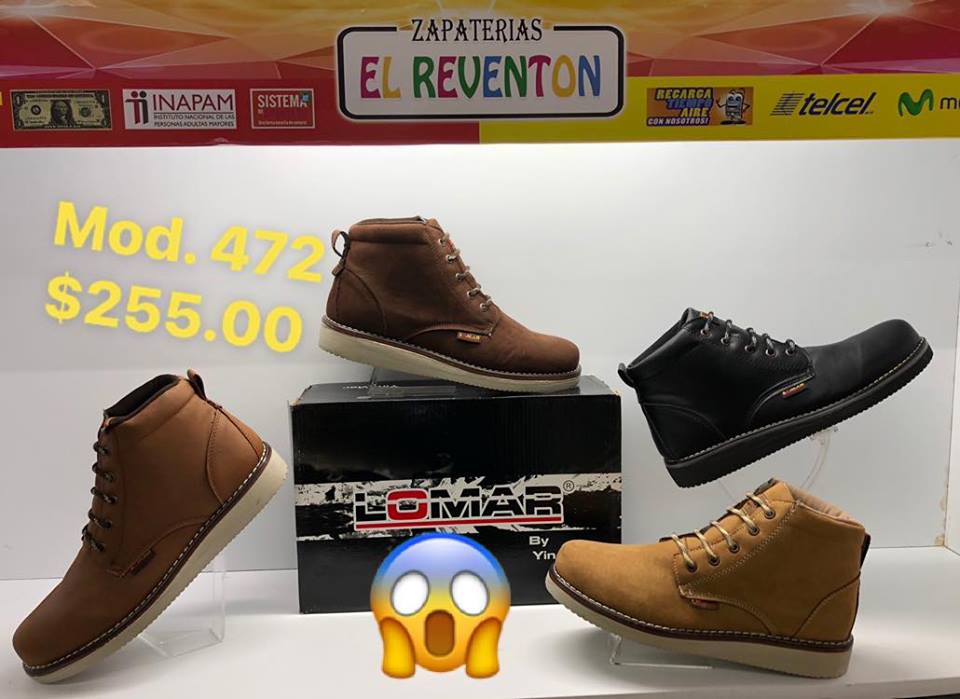 ZAPATERIAS
EL REVENTON
INAPAM
INSTITUTO NACIONAL DE LAS
PERSONAS ADULTAS MAYORES
SISTEMA
RECARGA
TIEMPO
AIRE
CON NOSOTROS!
telcel
m
Mod. 472
$255.00
LOMAR®
By
Yin